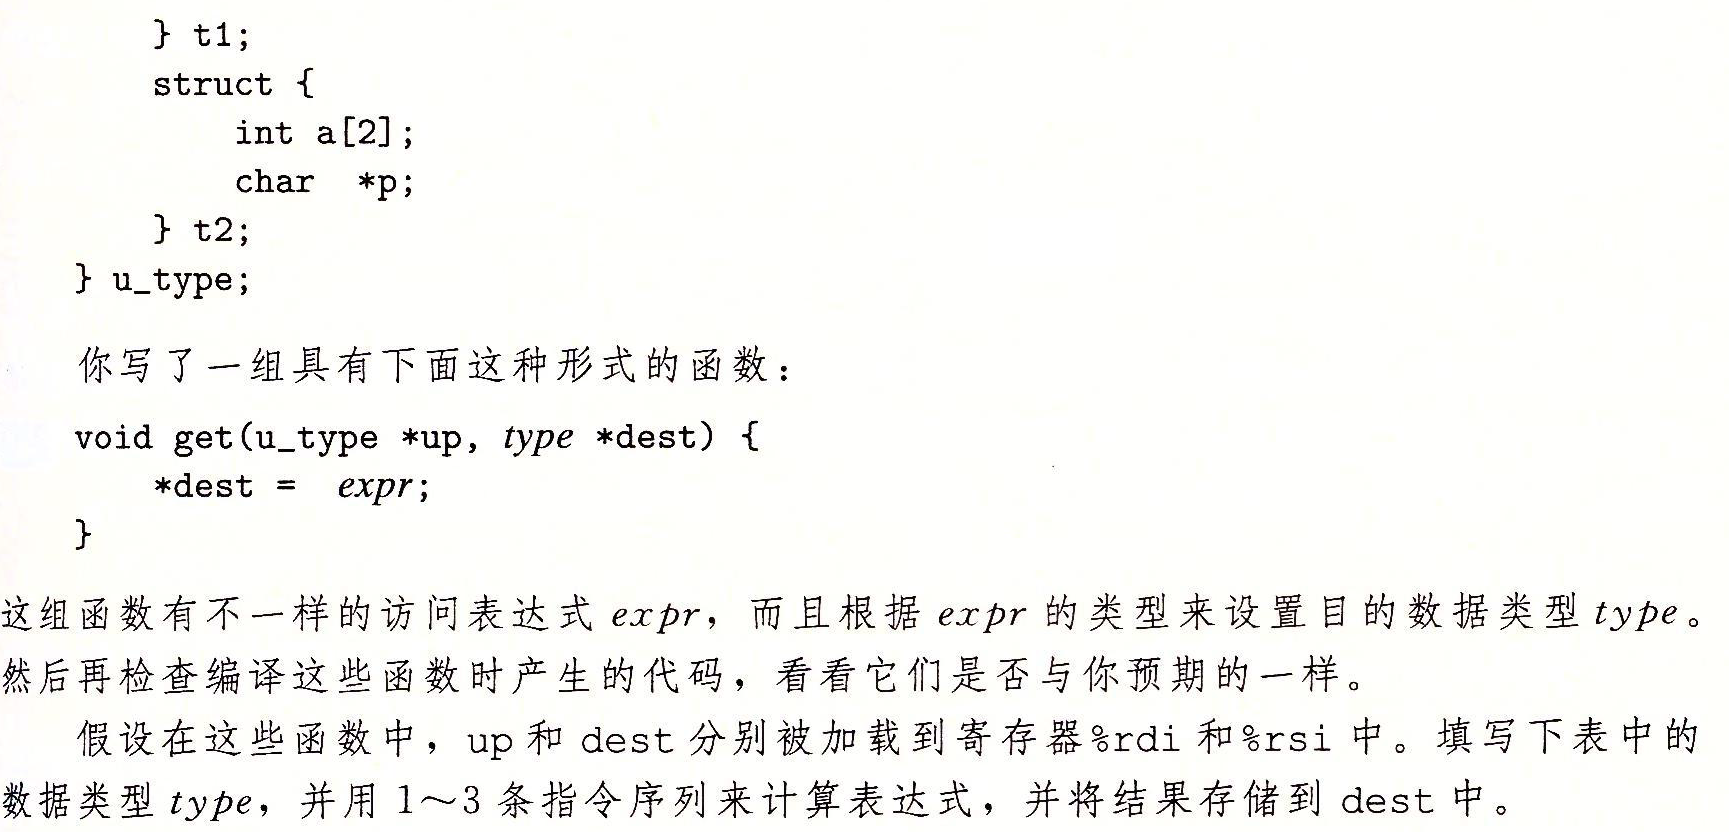 } t1;
struct {
int a[2];
char *p;
} t2;
} u_type;
你写了一组具有下面这种形式的函数：
void get(u_type *up, type *dest) {
*dest = expr;
}
这组函数有不一样的访问表达式 expr，而且根据 expr 的类型来设置目的数据类型 type。
然后再检查编译这些函数时产生的代码，看看它们是否与你预期的一样。
假设在这些函数中，up 和 dest 分别被加载到寄存器%rdi 和%rsi 中。填写下表中的
数据类型 type，并用 1～3 条指令序列来计算表达式，并将结果存储到 dest 中。